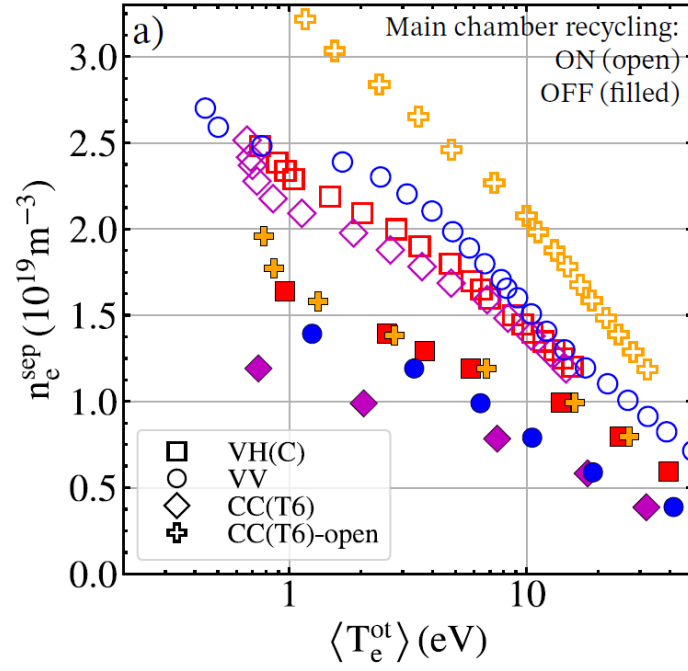 a)
Main chamber recycling:
ON (open)
OFF (filled)
3.0
2.5
2.0
1.5
1.0
0.5
0.0
n_e^sep (10^19 m^−3)
VH(C)
VV
CC(T6)
CC(T6)-open
1
10
⟨T_e^ot⟩ (eV)